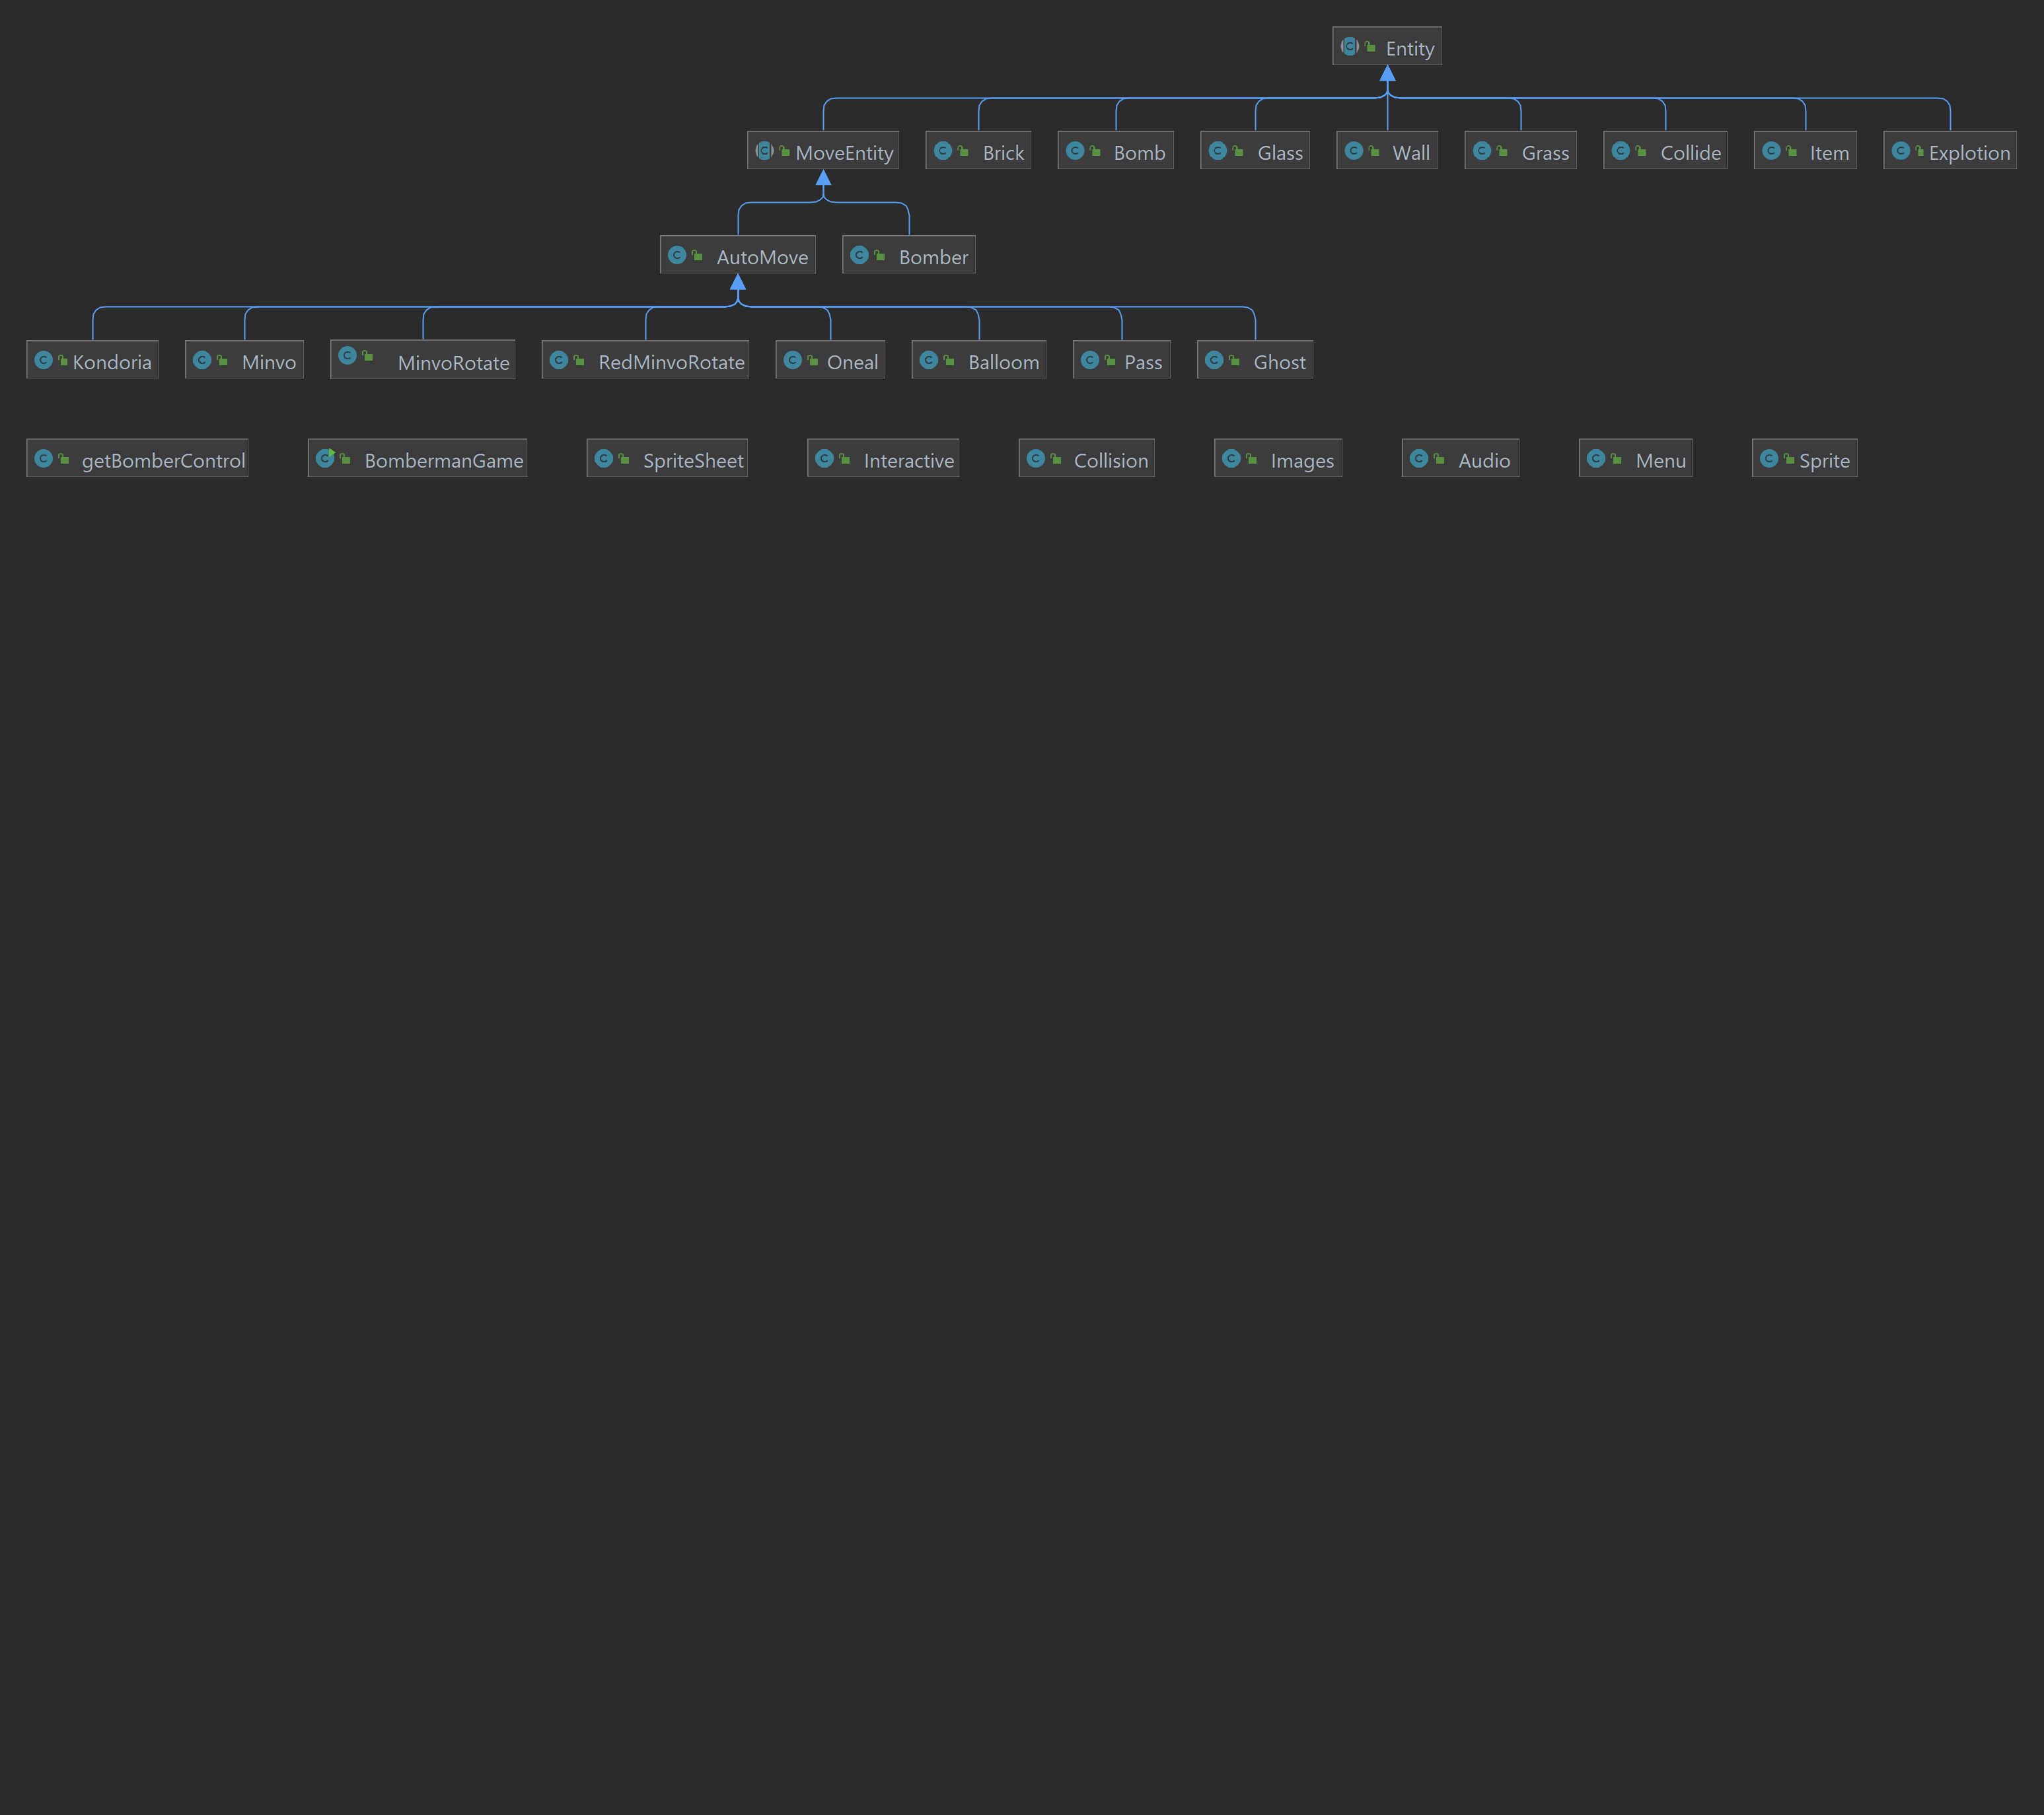 Entity
MoveEntity Brick Bomb Glass Wall Grass Collide Item Explotion
AutoMove Bomber
Kondoria Minvo MinvoRotate RedMinvoRotate Oneal Balloom Pass Ghost
getBomberControl BombermanGame SpriteSheet Interactive Collision Images Audio Menu Sprite